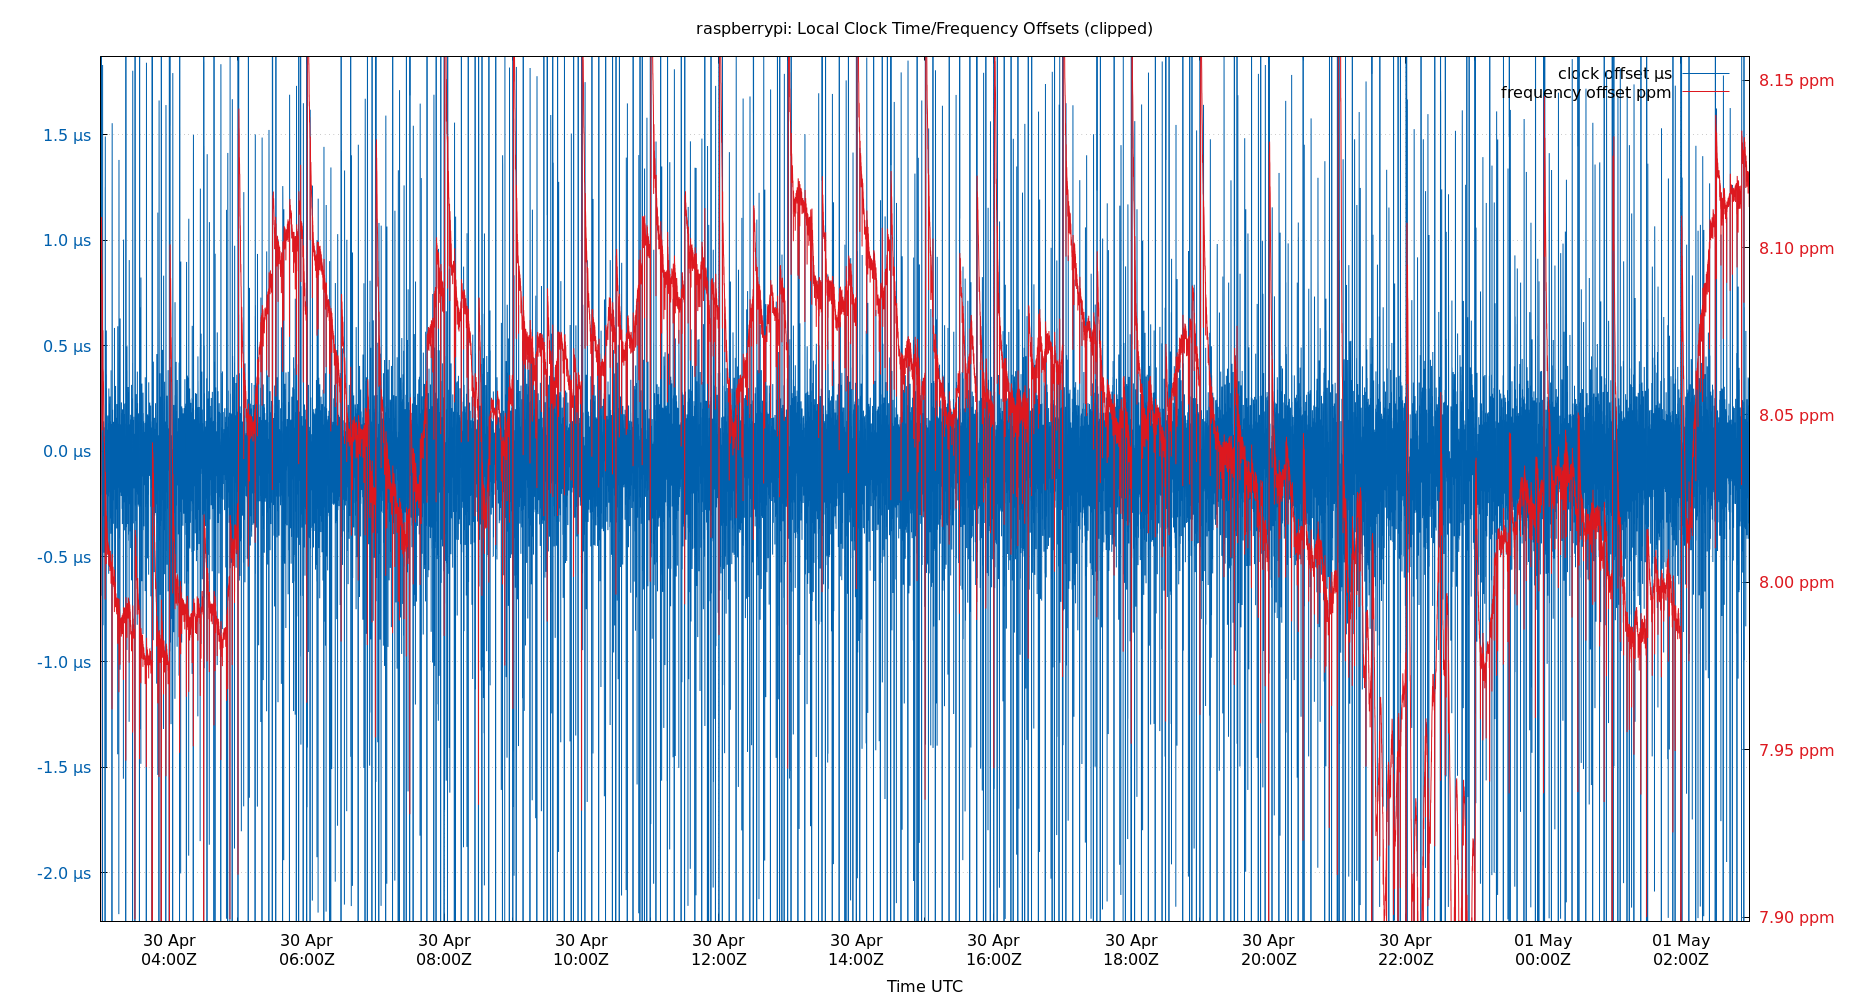 raspberrypi: Local Clock Time/Frequency Offsets (clipped)
clock offset µs
frequency offset ppm
1.5 µs
1.0 µs
0.5 µs
0.0 µs
-0.5 µs
-1.0 µs
-1.5 µs
-2.0 µs
8.15 ppm
8.10 ppm
8.05 ppm
8.00 ppm
7.95 ppm
7.90 ppm
30 Apr
04:00Z
30 Apr
06:00Z
30 Apr
08:00Z
30 Apr
10:00Z
30 Apr
12:00Z
30 Apr
14:00Z
30 Apr
16:00Z
30 Apr
18:00Z
30 Apr
20:00Z
30 Apr
22:00Z
01 May
00:00Z
01 May
02:00Z
Time UTC